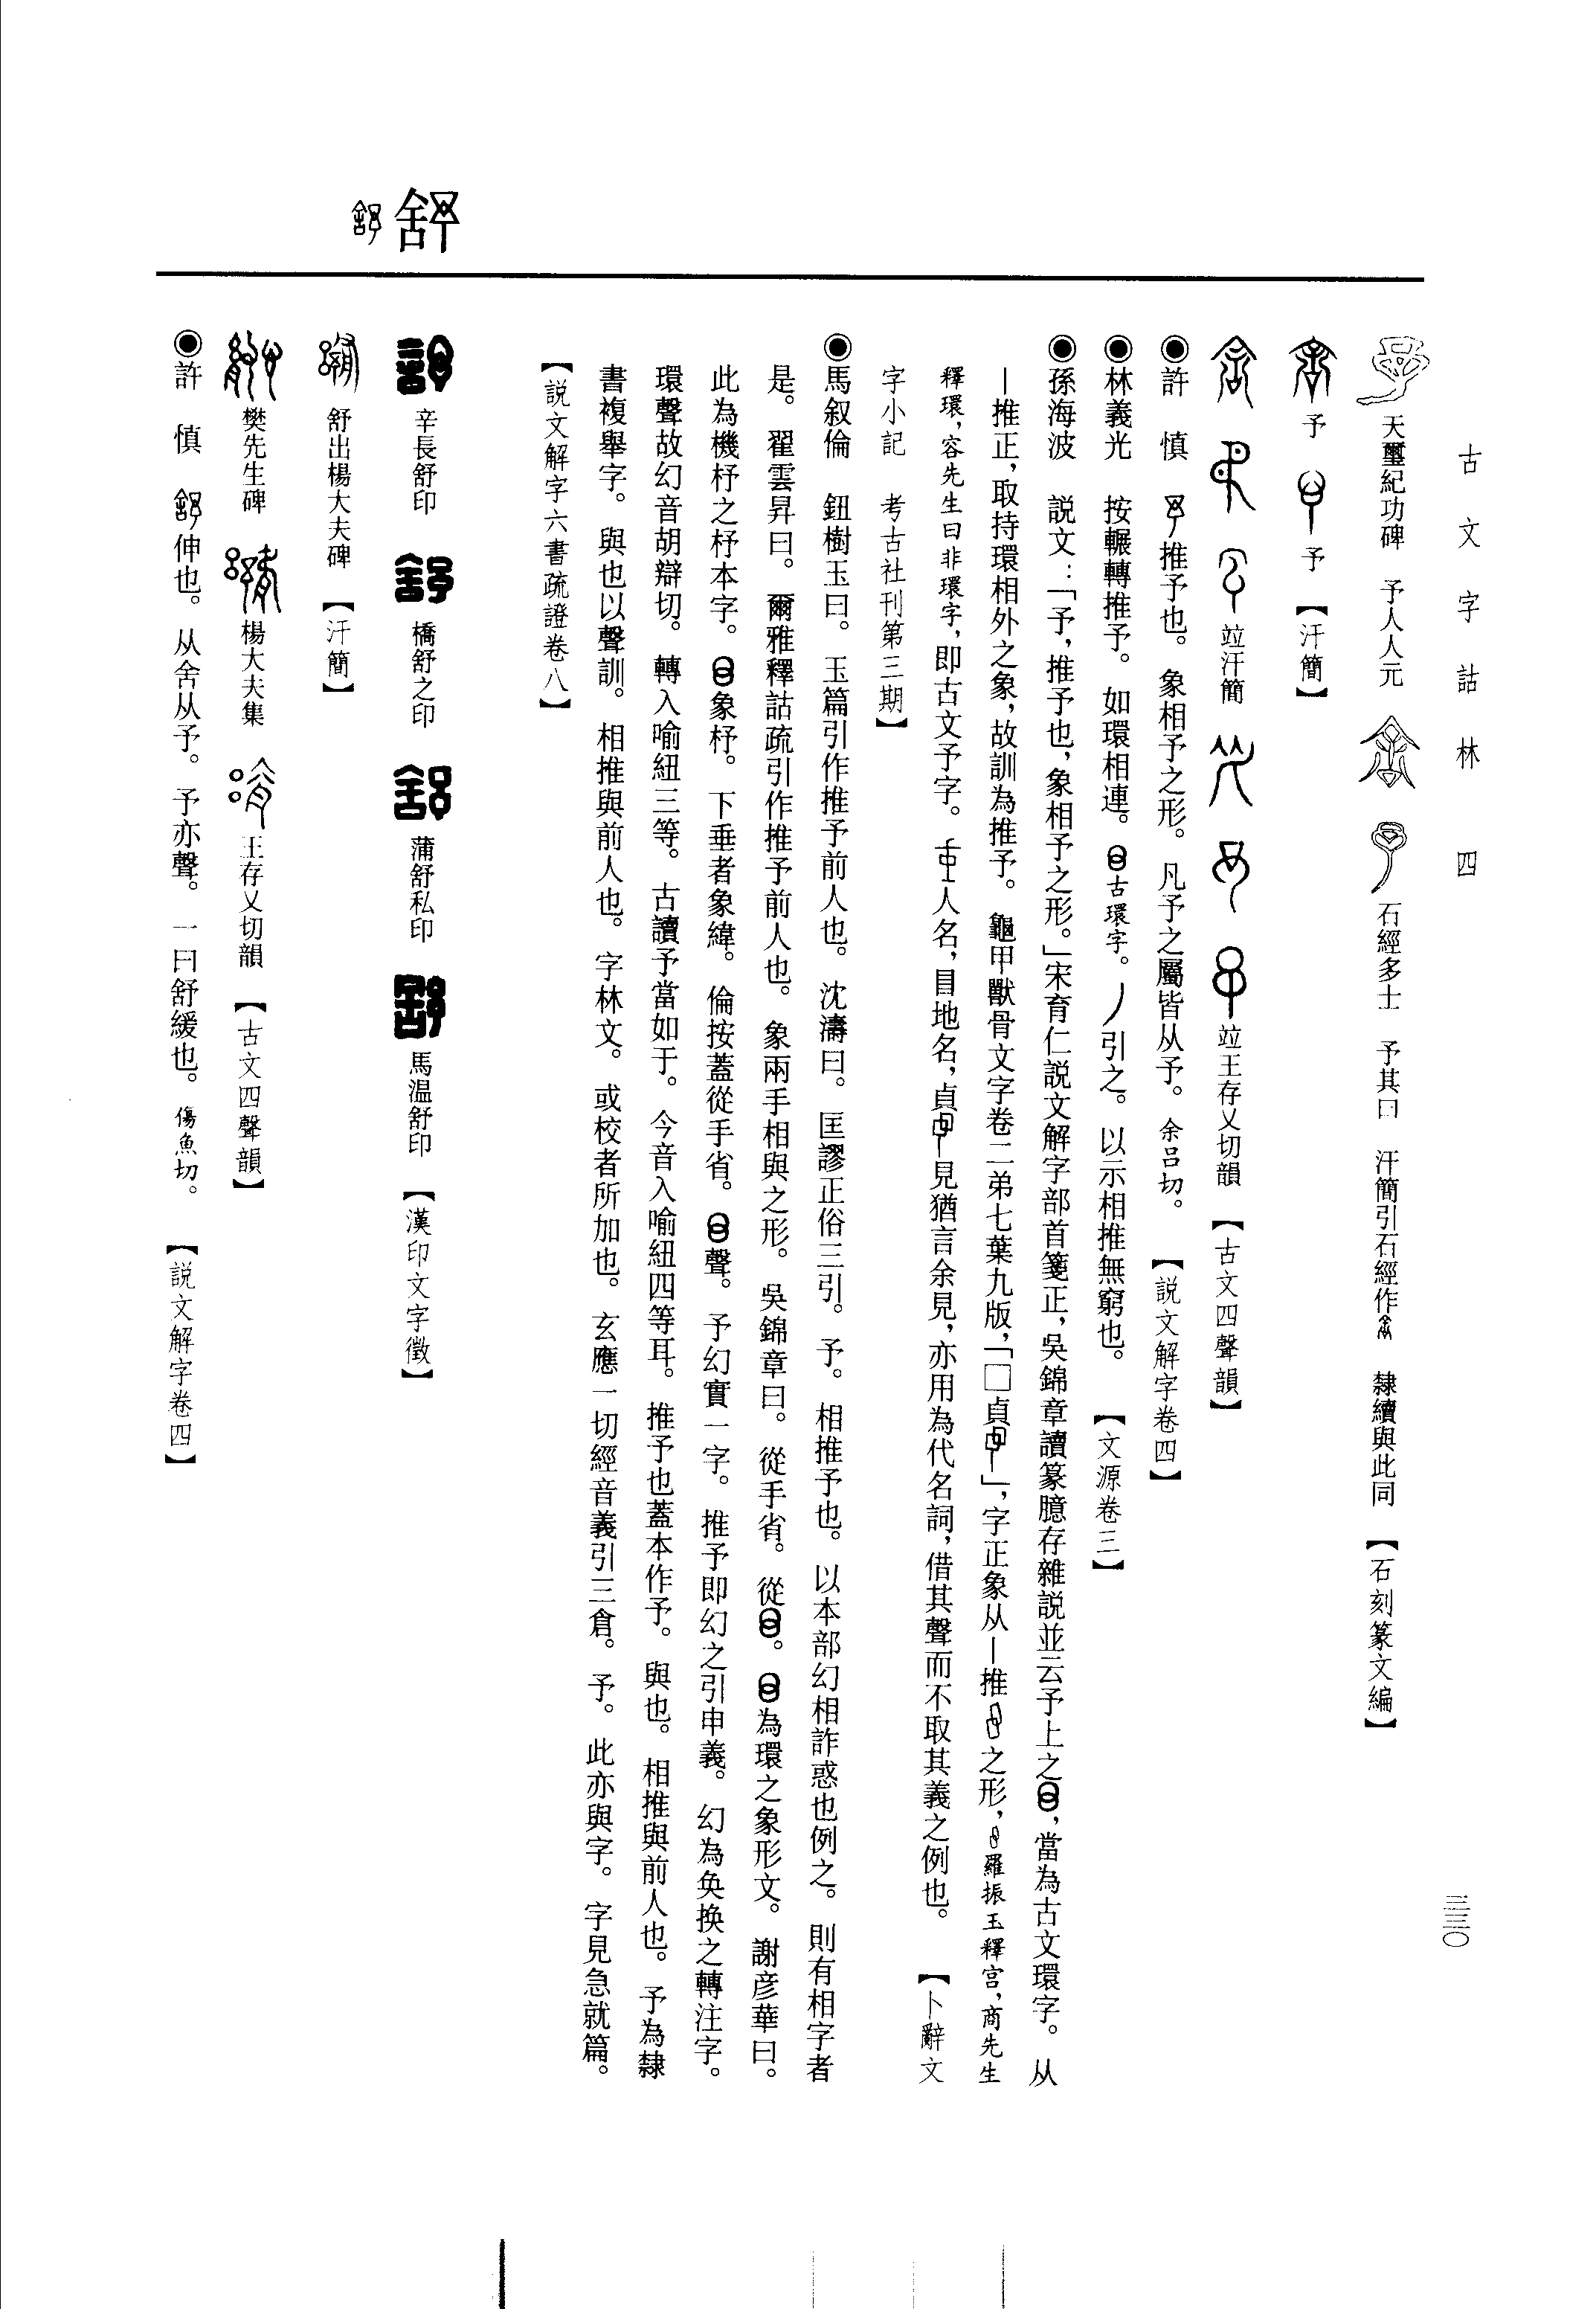 古文字詁林 四
三三〇
天璽紀功碑 予人人元 石經多士 予其曰 汗簡引石經作 隸續與此同 【石刻篆文編】
予 予 【汗簡】
竝汗簡 竝王存乂切韻 【古文四聲韻】
◉許 慎 推予也。象相予之形。凡予之屬皆从予。余呂切。 【説文解字卷四】
◉林義光 按輾轉推予。如環相連。古環字。丿引之。以示相推無窮也。 【文源卷三】
◉孫海波 説文：「予，推予也，象相予之形。」宋育仁説文解字部首箋正，吳錦章讀篆臆存雜説並云予上之，當為古文環字。从
丨推正，取持環相外之象，故訓為推予。龜甲獸骨文字卷二弟七葉九版，「□貞」，字正象从丨推之形，羅振玉釋宮，商先生
釋環，容先生曰非環字，即古文予字。人名，目地名，貞見猶言余見，亦用為代名詞，借其聲而不取其義之例也。 【卜辭文
字小記 考古社刊第三期】
◉馬叙倫 鈕樹玉曰。玉篇引作推予前人也。沈濤曰。匡謬正俗三引。予。相推予也。以本部幻相詐惑也例之。則有相字者
是。翟雲昇曰。爾雅釋詁疏引作推予前人也。象兩手相與之形。吳錦章曰。從手省。從。為環之象形文。謝彦華曰。
此為機杼之杼本字。象杼。下垂者象緯。倫按蓋從手省。聲。予幻實一字。推予即幻之引申義。幻為奐換之轉注字。
環聲故幻音胡辯切。轉入喻紐三等。古讀予當如于。今音入喻紐四等耳。推予也蓋本作予。與也。相推與前人也。予為隸
書複舉字。與也以聲訓。相推與前人也。字林文。或校者所加也。玄應一切經音義引三倉。予。此亦與字。字見急就篇。
【説文解字六書疏證卷八】
舒
辛長舒印 橋舒之印 蒲舒私印 馬温舒印 【漢印文字徵】
舒出楊大夫碑 【汗簡】
樊先生碑 楊大夫集 王存乂切韻 【古文四聲韻】
◉許 慎 伸也。从舍从予。予亦聲。一曰舒緩也。傷魚切。 【説文解字卷四】